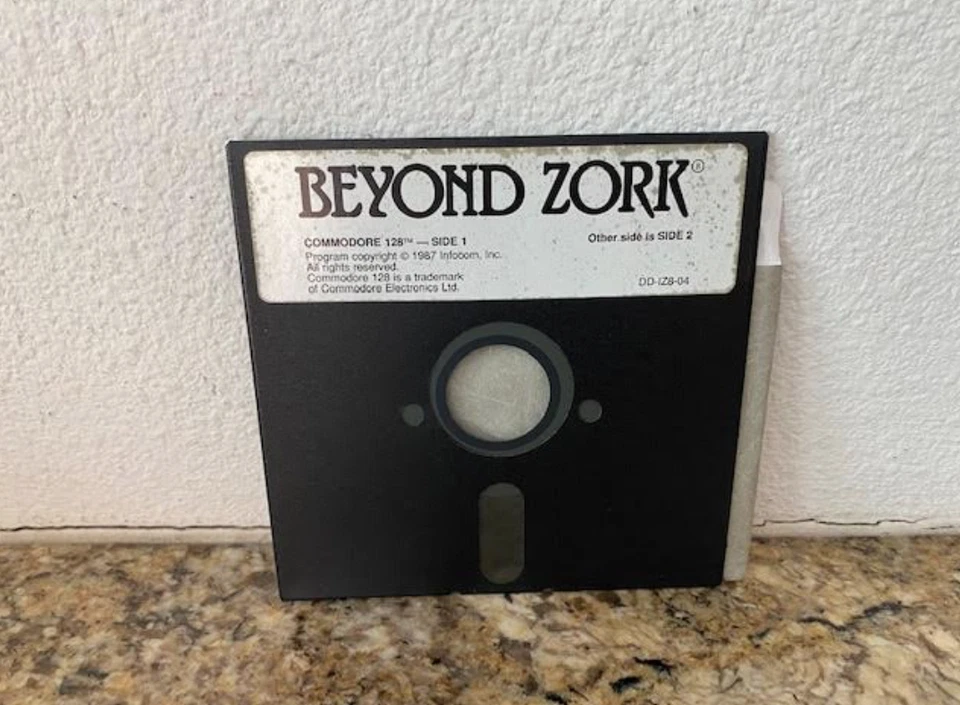 BEYOND ZORK®
COMMODORE 128™ — SIDE 1
Other side is SIDE 2
Program copyright © 1987 Infocom, Inc.
All rights reserved.
Commodore 128 is a trademark
of Commodore Electronics Ltd.
DD-IZ8-04